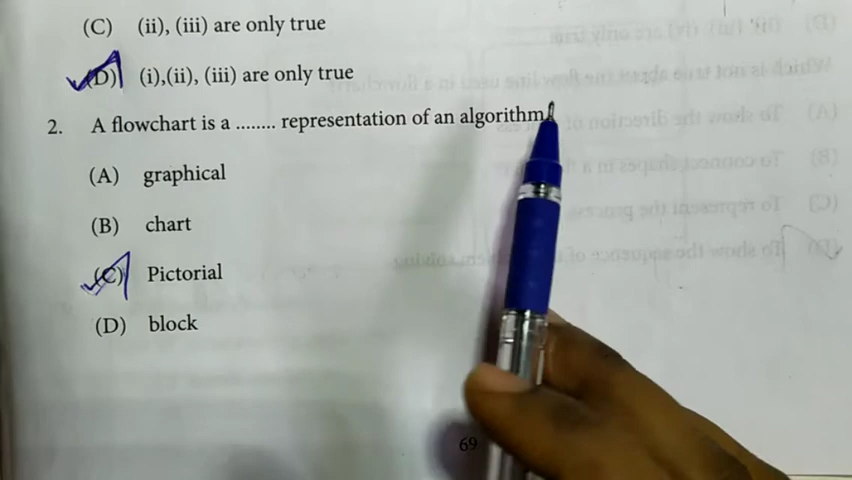 (C) (ii), (iii) are only true
(D) (i),(ii), (iii) are only true
2. A flowchart is a ........ representation of an algorithm
(A) graphical
(B) chart
(C) Pictorial
(D) block
69